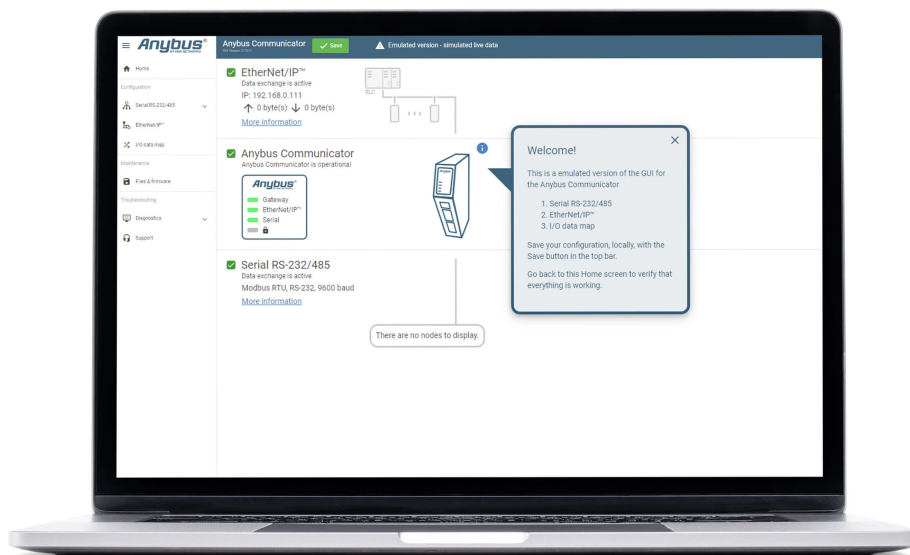 Anybus®
BY HMS NETWORKS
Anybus Communicator
Save
Emulated version - simulated live data
Home
Configuration
Serial RS-232/485
EtherNet/IP™
I/O data map
Maintenance
Files & firmware
Troubleshooting
Diagnostics
Support
EtherNet/IP™
Data exchange is active
IP: 192.168.0.111
0 byte(s) 0 byte(s)
More information
Anybus Communicator
Anybus Communicator is operational
Anybus®
Gateway
EtherNet/IP™
Serial
Anybus
Serial RS-232/485
Data exchange is active
Modbus RTU, RS-232, 9600 baud
More information
There are no nodes to display.
Welcome!
This is a emulated version of the GUI for
the Anybus Communicator
1. Serial RS-232/485
2. EtherNet/IP™
3. I/O data map
Save your configuration, locally, with the
Save button in the top bar.
Go back to this Home screen to verify that
everything is working.